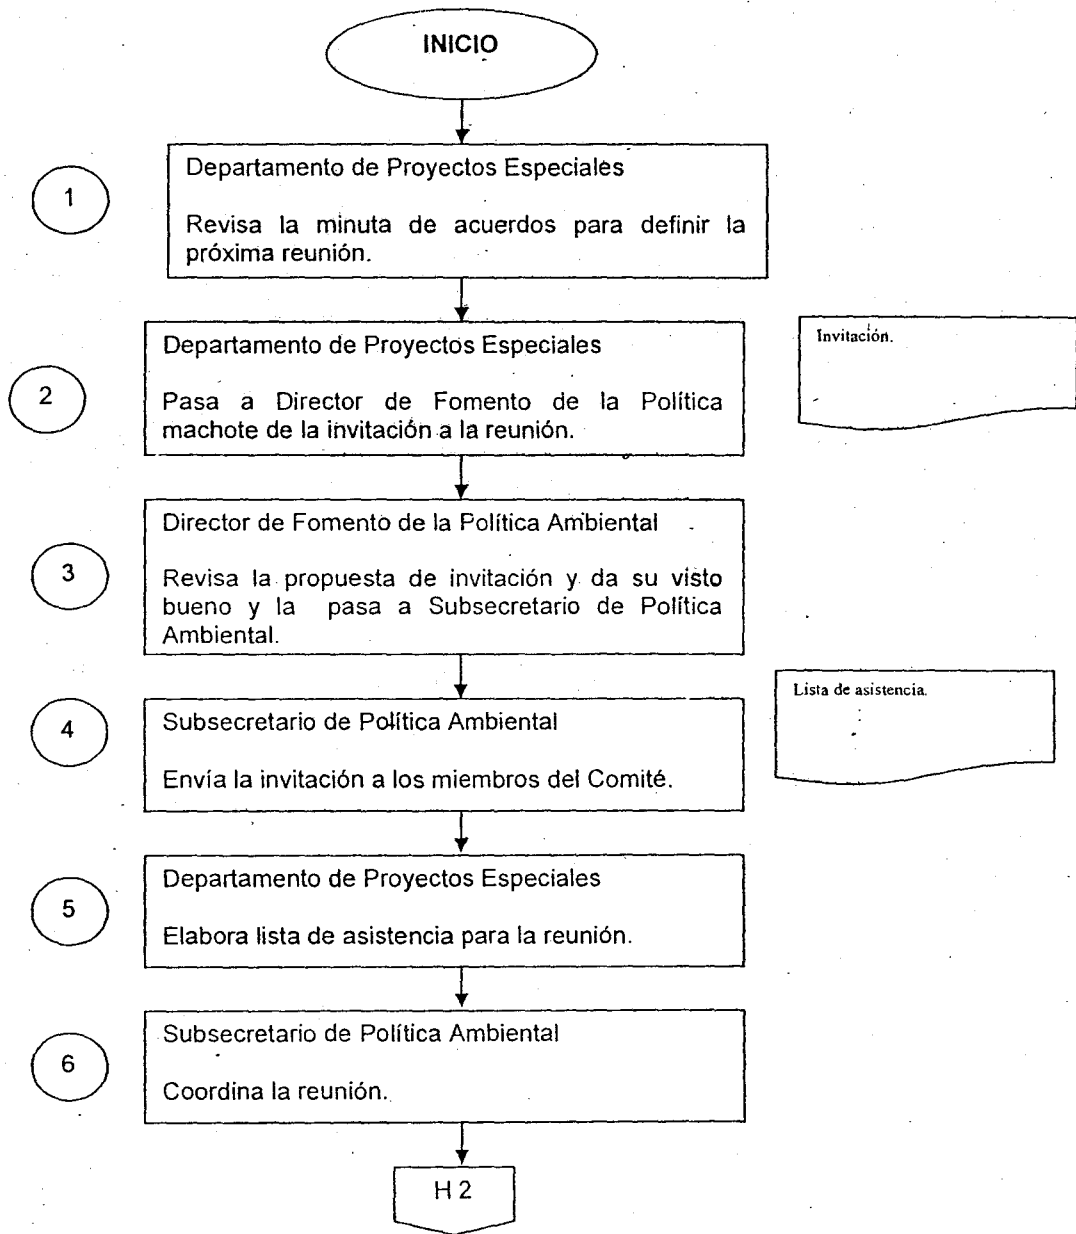 INICIO
1
Departamento de Proyectos Especiales
Revisa la minuta de acuerdos para definir la
próxima reunión.
2
Departamento de Proyectos Especiales
Pasa a Director de Fomento de la Política
machote de la invitación a la reunión.
Invitación.
3
Director de Fomento de la Política Ambiental
Revisa la propuesta de invitación y da su visto
bueno y la pasa a Subsecretario de Política
Ambiental.
4
Subsecretario de Política Ambiental
Envía la invitación a los miembros del Comité.
Lista de asistencia.
5
Departamento de Proyectos Especiales
Elabora lista de asistencia para la reunión.
6
Subsecretario de Política Ambiental
Coordina la reunión.
H 2